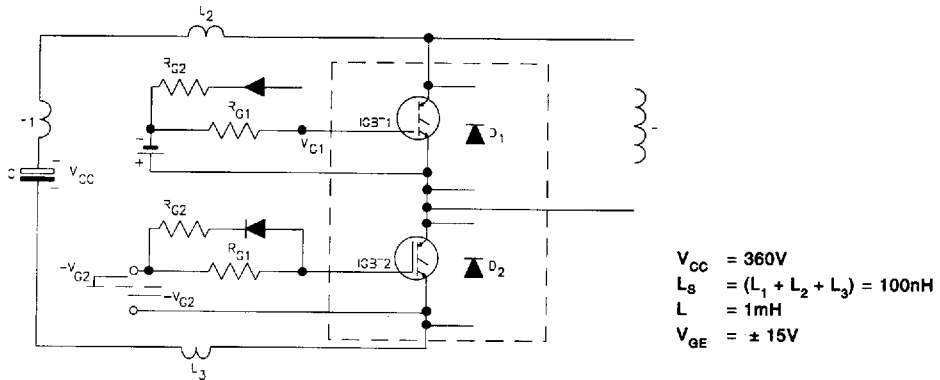 L2
RG2
RG1
IGBT1
D1
-1
VG1
C
VCC
RG2
RG1
IGBT2
D2
-VG2
-VG2
L3
VCC = 360V
LS = (L1 + L2 + L3) = 100nH
L = 1mH
VGE = ± 15V